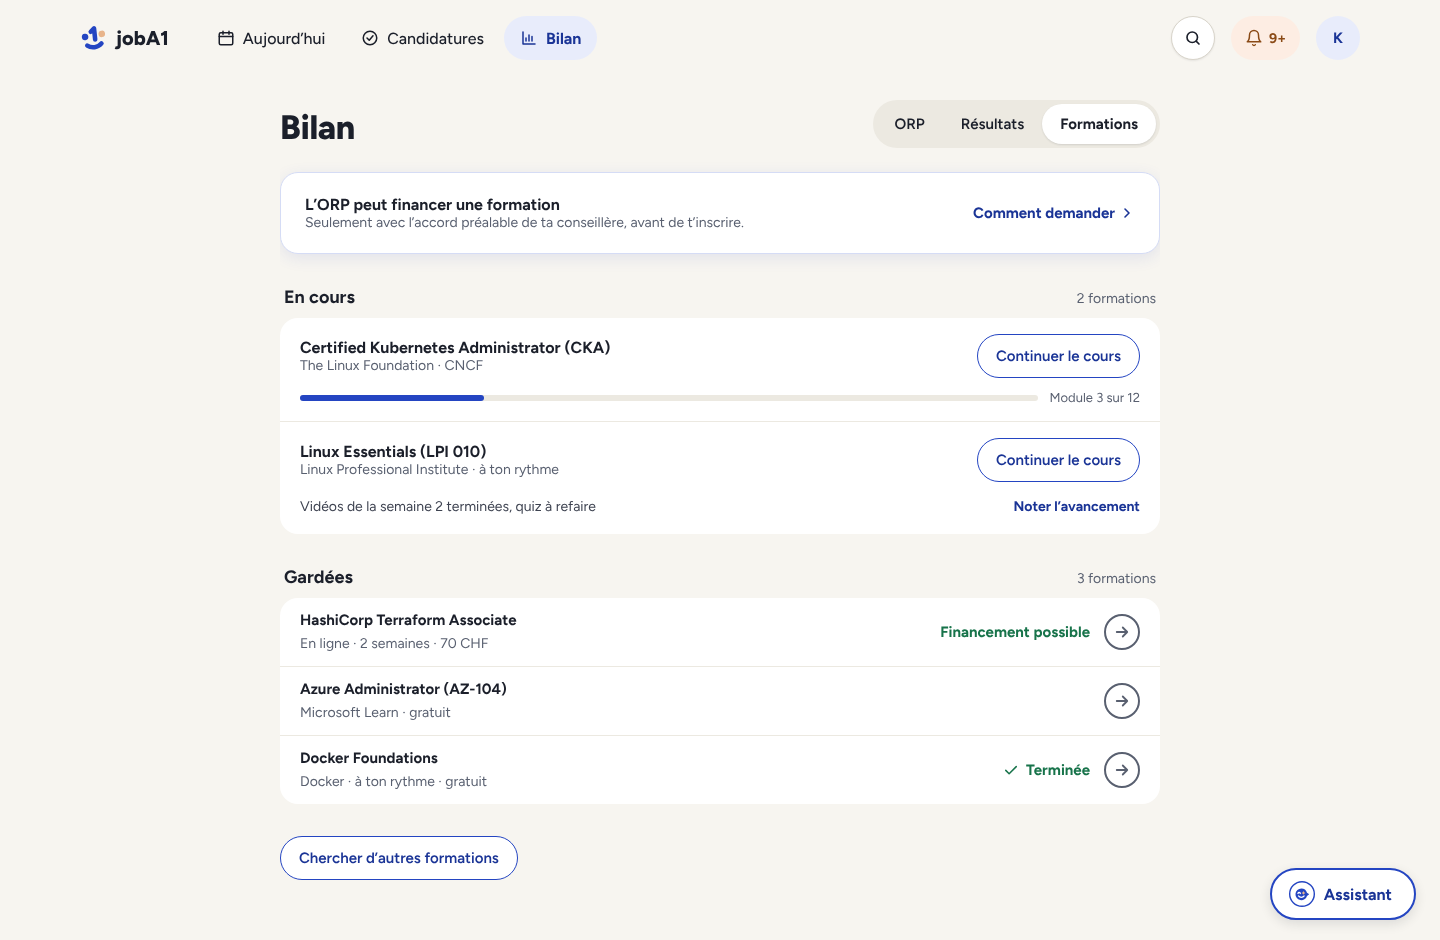 jobA1
Aujourd’hui
Candidatures
Bilan
9+
K
Bilan
ORP
Résultats
Formations
L’ORP peut financer une formation
Seulement avec l’accord préalable de ta conseillère, avant de t’inscrire.
Comment demander
En cours
2 formations
Certified Kubernetes Administrator (CKA)
The Linux Foundation · CNCF
Continuer le cours
Module 3 sur 12
Linux Essentials (LPI 010)
Linux Professional Institute · à ton rythme
Continuer le cours
Vidéos de la semaine 2 terminées, quiz à refaire
Noter l’avancement
Gardées
3 formations
HashiCorp Terraform Associate
En ligne · 2 semaines · 70 CHF
Financement possible
Azure Administrator (AZ-104)
Microsoft Learn · gratuit
Docker Foundations
Docker · à ton rythme · gratuit
Terminée
Chercher d’autres formations
Assistant